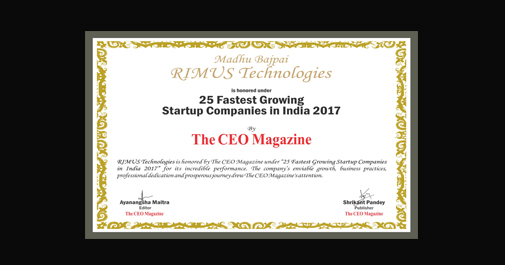 Madhu Bajpai
RIMUS Technologies
is honored under
25 Fastest Growing
Startup Companies in India 2017
By
The CEO Magazine
RIMUS Technologies is honored by The CEO Magazine under "25 Fastest Growing Startup Companies
in India 2017" for its incredible performance. The company's enviable growth, business practices,
professional dedication and prosperous journey drew The CEO Magazine's attention.
Ayanangsha Maitra
Editor
The CEO Magazine
Shrikant Pandey
Publisher
The CEO Magazine